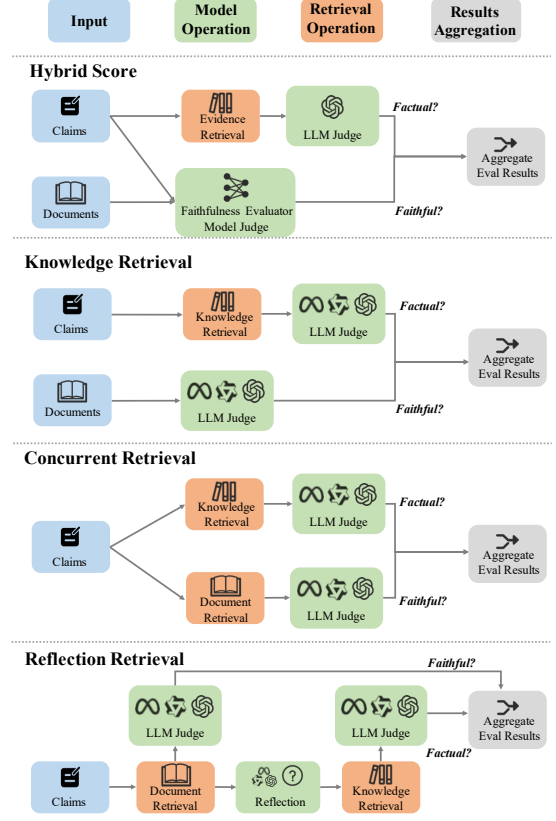 Input
Model
Operation
Retrieval
Operation
Results
Aggregation
Hybrid Score
Claims
Evidence
Retrieval
LLM Judge
Factual?
Documents
Faithfulness Evaluator
Model Judge
Faithful?
Aggregate
Eval Results
Knowledge Retrieval
Claims
Knowledge
Retrieval
LLM Judge
Factual?
Documents
LLM Judge
Faithful?
Aggregate
Eval Results
Concurrent Retrieval
Claims
Knowledge
Retrieval
LLM Judge
Factual?
Document
Retrieval
LLM Judge
Faithful?
Aggregate
Eval Results
Reflection Retrieval
Faithful?
LLM Judge
LLM Judge
Aggregate
Eval Results
Factual?
Claims
Document
Retrieval
?
Reflection
Knowledge
Retrieval